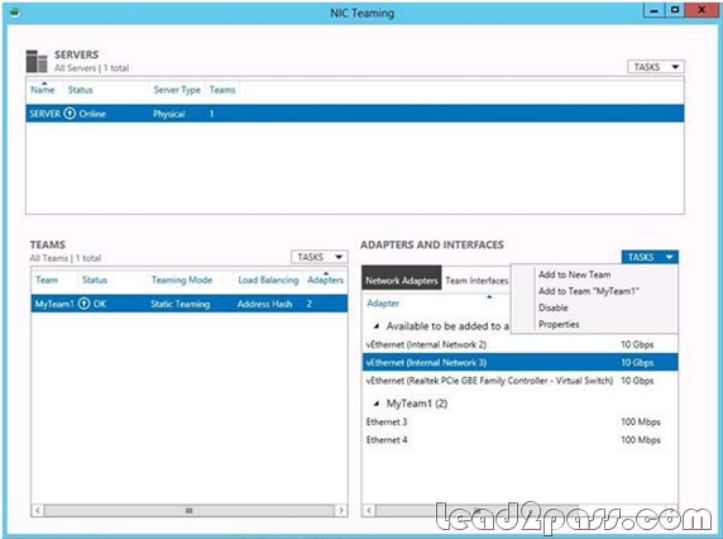 NIC Teaming
SERVERS
All Servers | 1 total
TASKS
Name Status Server Type Teams
SERVER Online Physical 1
TEAMS
All Teams | 1 total
TASKS
Team Status Teaming Mode Load Balancing Adapters
MyTeam1 OK Static Teaming Address Hash 2
ADAPTERS AND INTERFACES
TASKS
Add to New Team
Add to Team "MyTeam1"
Disable
Properties
Network Adapters Team Interfaces
Adapter
Available to be added to a
vEthernet (Internal Network 2) 10 Gbps
vEthernet (Internal Network 3) 10 Gbps
vEthernet (Realtek PCIe GBE Family Controller - Virtual Switch) 10 Gbps
MyTeam1 (2)
Ethernet 3 100 Mbps
Ethernet 4 100 Mbps
Lead2pass.com